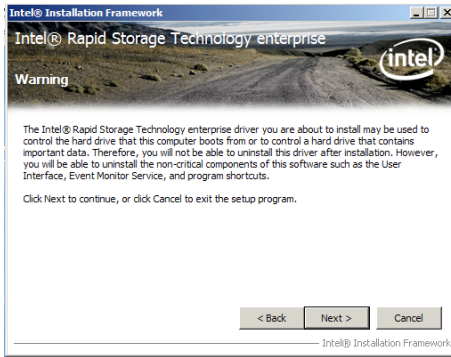 Intel® Installation Framework
Intel® Rapid Storage Technology enterprise
intel
Warning
The Intel® Rapid Storage Technology enterprise driver you are about to install may be used to
control the hard drive that this computer boots from or to control a hard drive that contains
important data. Therefore, you will not be able to uninstall this driver after installation. However,
you will be able to uninstall the non-critical components of this software such as the User
Interface, Event Monitor Service, and program shortcuts.
Click Next to continue, or click Cancel to exit the setup program.
< Back Next > Cancel
Intel® Installation Framework